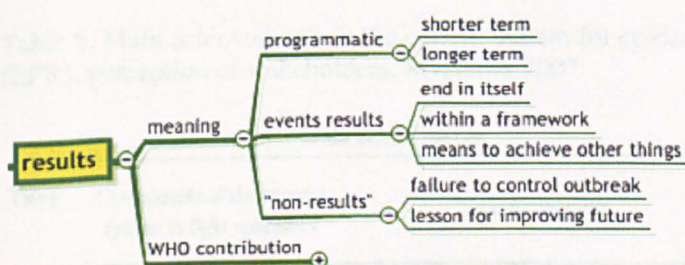 results
meaning
programmatic
shorter term
longer term
events results
end in itself
within a framework
means to achieve other things
"non-results"
failure to control outbreak
lesson for improving future
WHO contribution